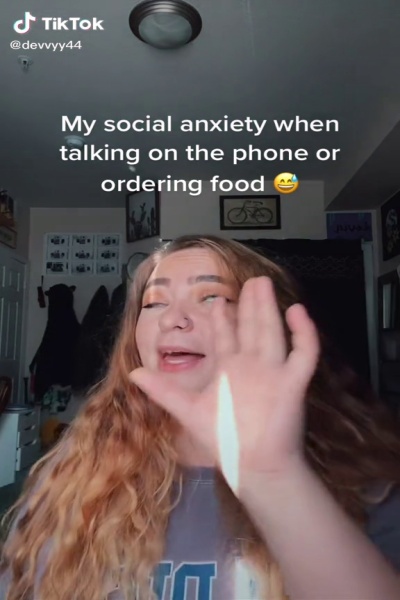 TikTok
@devvyy44
My social anxiety when
talking on the phone or
ordering food 😅